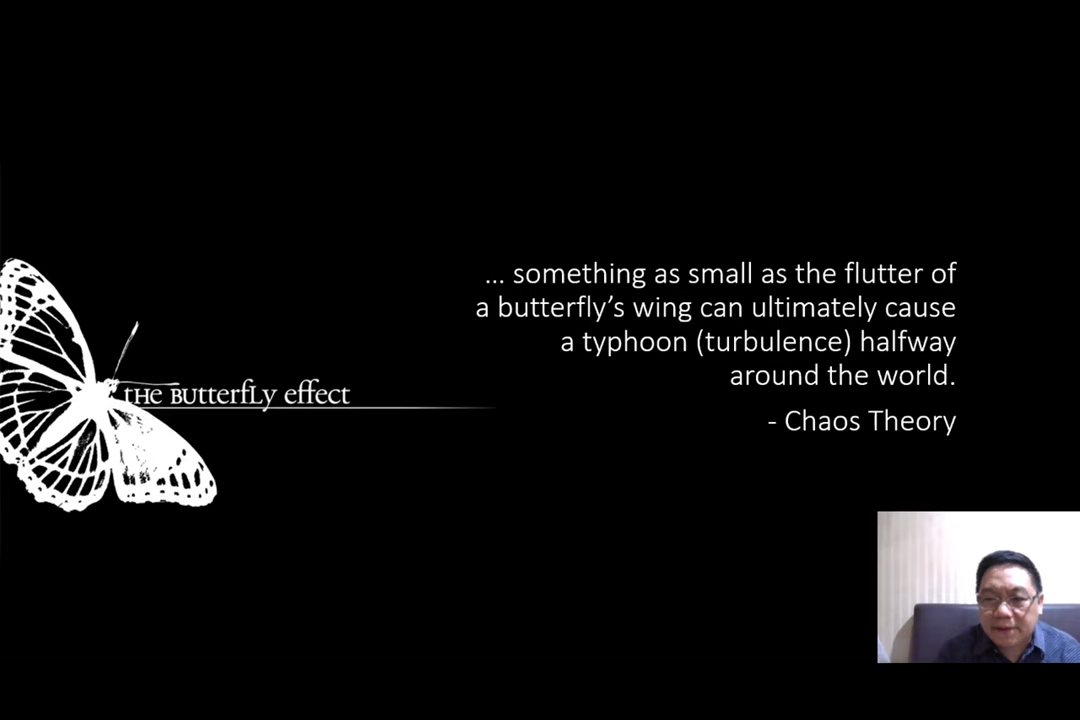 … something as small as the flutter of
a butterfly’s wing can ultimately cause
a typhoon (turbulence) halfway
around the world.
- Chaos Theory
the Butterfly effect